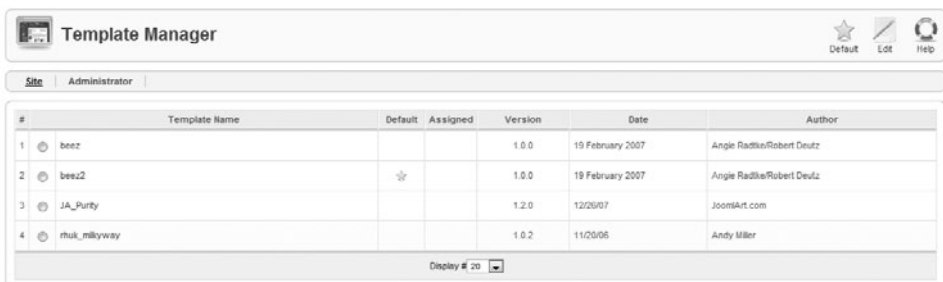 Template Manager
Default Edit Help
Site Administrator
# Template Name Default Assigned Version Date Author
1 beez 1.0.0 19 February 2007 Angie Radtke/Robert Deutz
2 beez2 1.0.0 19 February 2007 Angie Radtke/Robert Deutz
3 JA_Purity 1.2.0 12/26/07 JoomlArt.com
4 rhuk_milkyway 1.0.2 11/20/06 Andy Miller
Display # 20